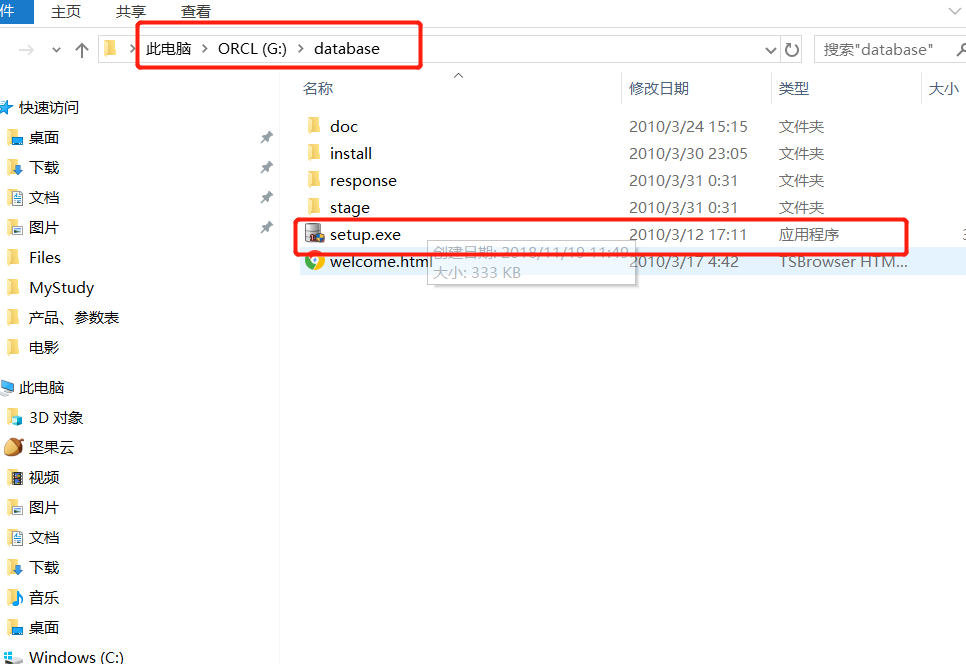 件 主页 共享 查看
此电脑 > ORCL (G:) > database 搜索"database"
名称 修改日期 类型 大小
快速访问
桌面
下载
文档
图片
Files
MyStudy
产品、参数表
电影
此电脑
3D 对象
坚果云
视频
图片
文档
下载
音乐
桌面
Windows (C:)
doc 2010/3/24 15:15 文件夹
install 2010/3/30 23:05 文件夹
response 2010/3/31 0:31 文件夹
stage 2010/3/31 0:31 文件夹
setup.exe 2010/3/12 17:11 应用程序
welcome.html 2010/3/17 4:42 TSBrowser HTM...
创建日期: 2018/11/19 11:49
大小: 333 KB